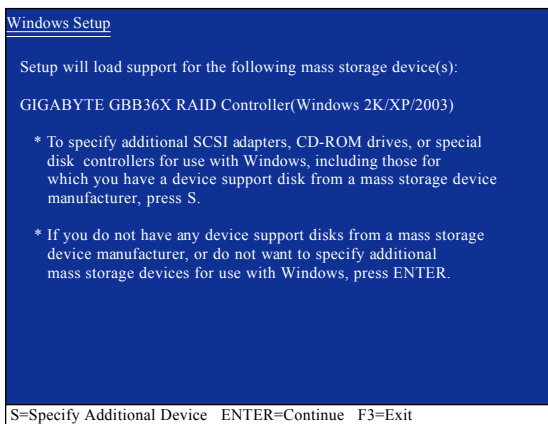 Windows Setup
Setup will load support for the following mass storage device(s):
GIGABYTE GBB36X RAID Controller(Windows 2K/XP/2003)
* To specify additional SCSI adapters, CD-ROM drives, or special
disk controllers for use with Windows, including those for
which you have a device support disk from a mass storage device
manufacturer, press S.
* If you do not have any device support disks from a mass storage
device manufacturer, or do not want to specify additional
mass storage devices for use with Windows, press ENTER.
S=Specify Additional Device ENTER=Continue F3=Exit